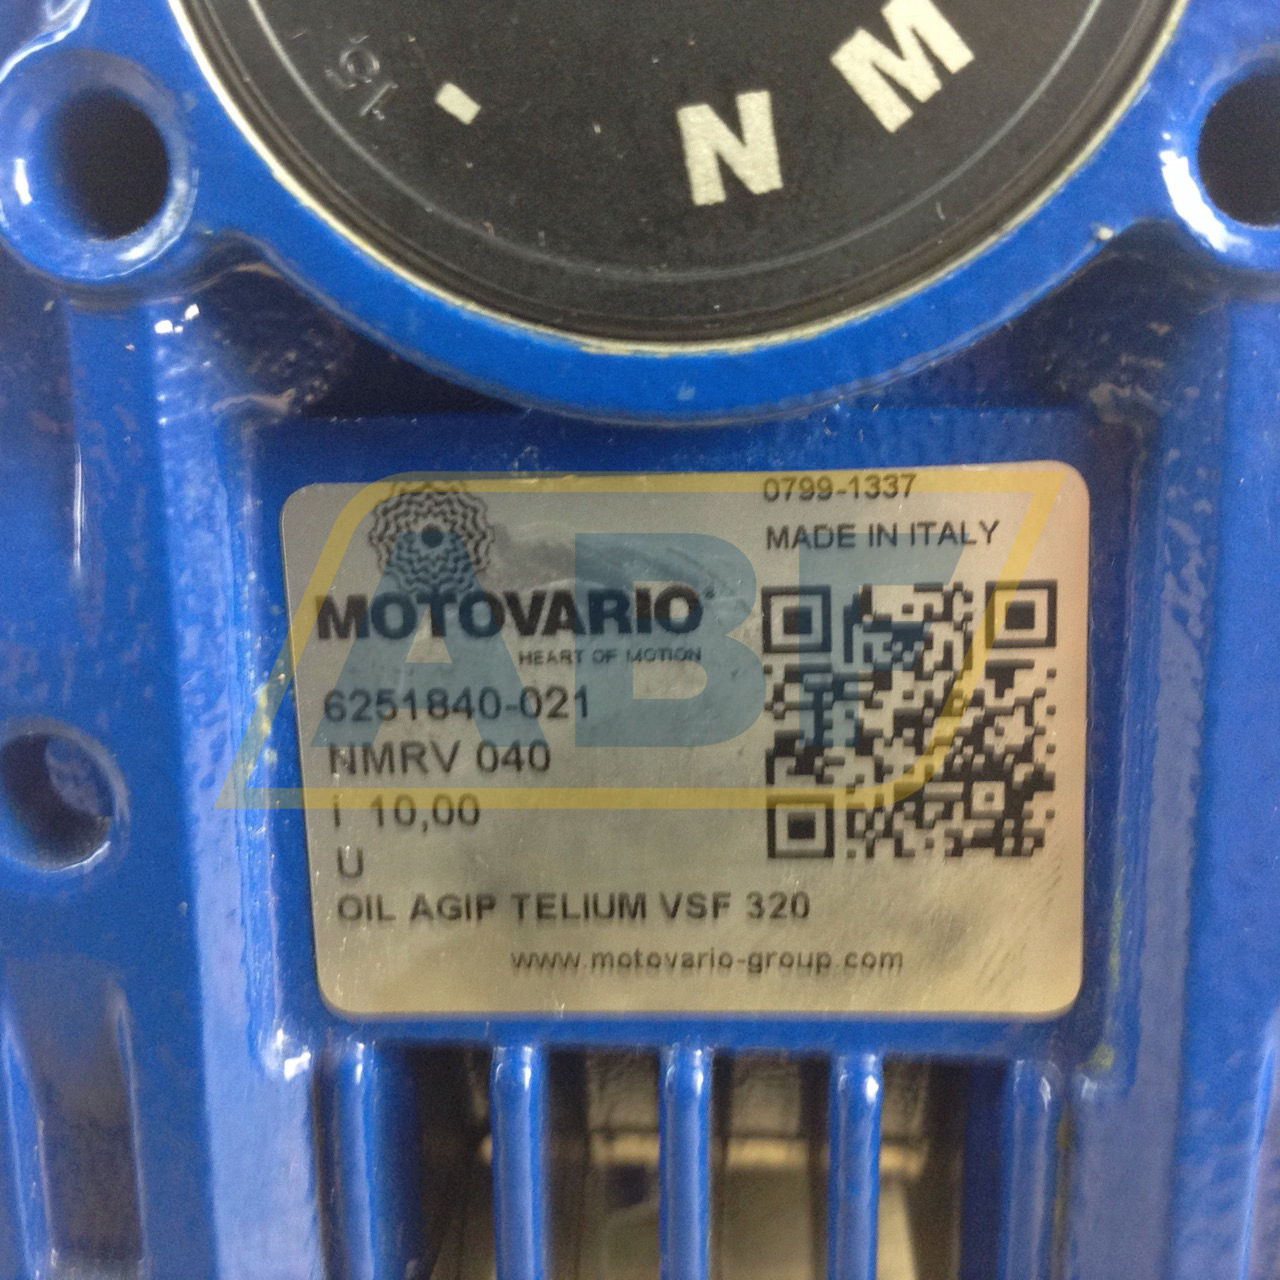 - N M
0799-1337
MADE IN ITALY
MOTOVARIO®
HEART OF MOTION
6251840-021
NMRV 040
i 10,00
U
OIL AGIP TELIUM VSF 320
www.motovario-group.com
ABF